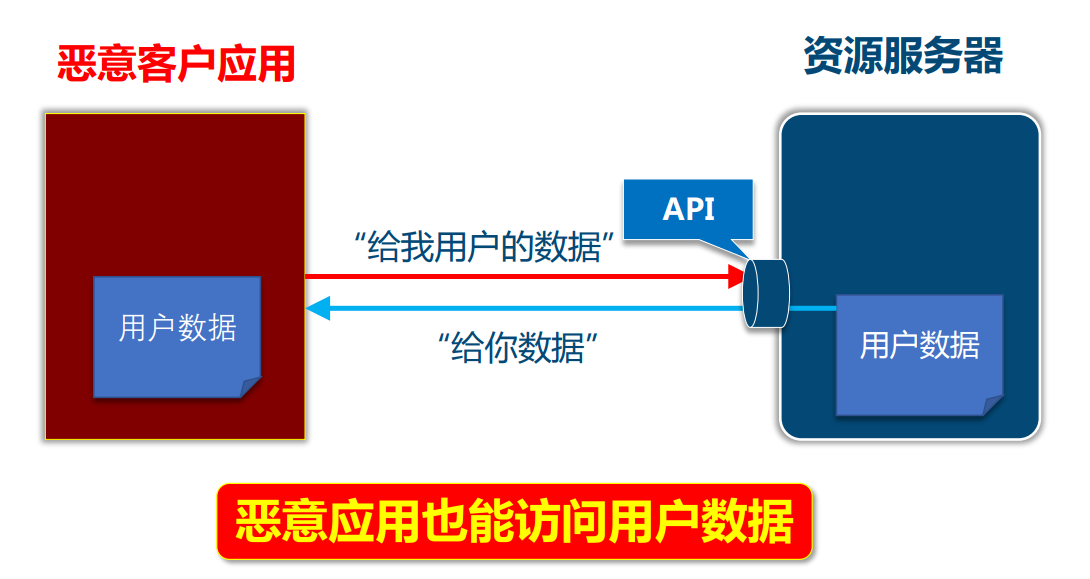 恶意客户应用
资源服务器
API
“给我用户的数据”
用户数据
用户数据
“给你数据”
恶意应用也能访问用户数据